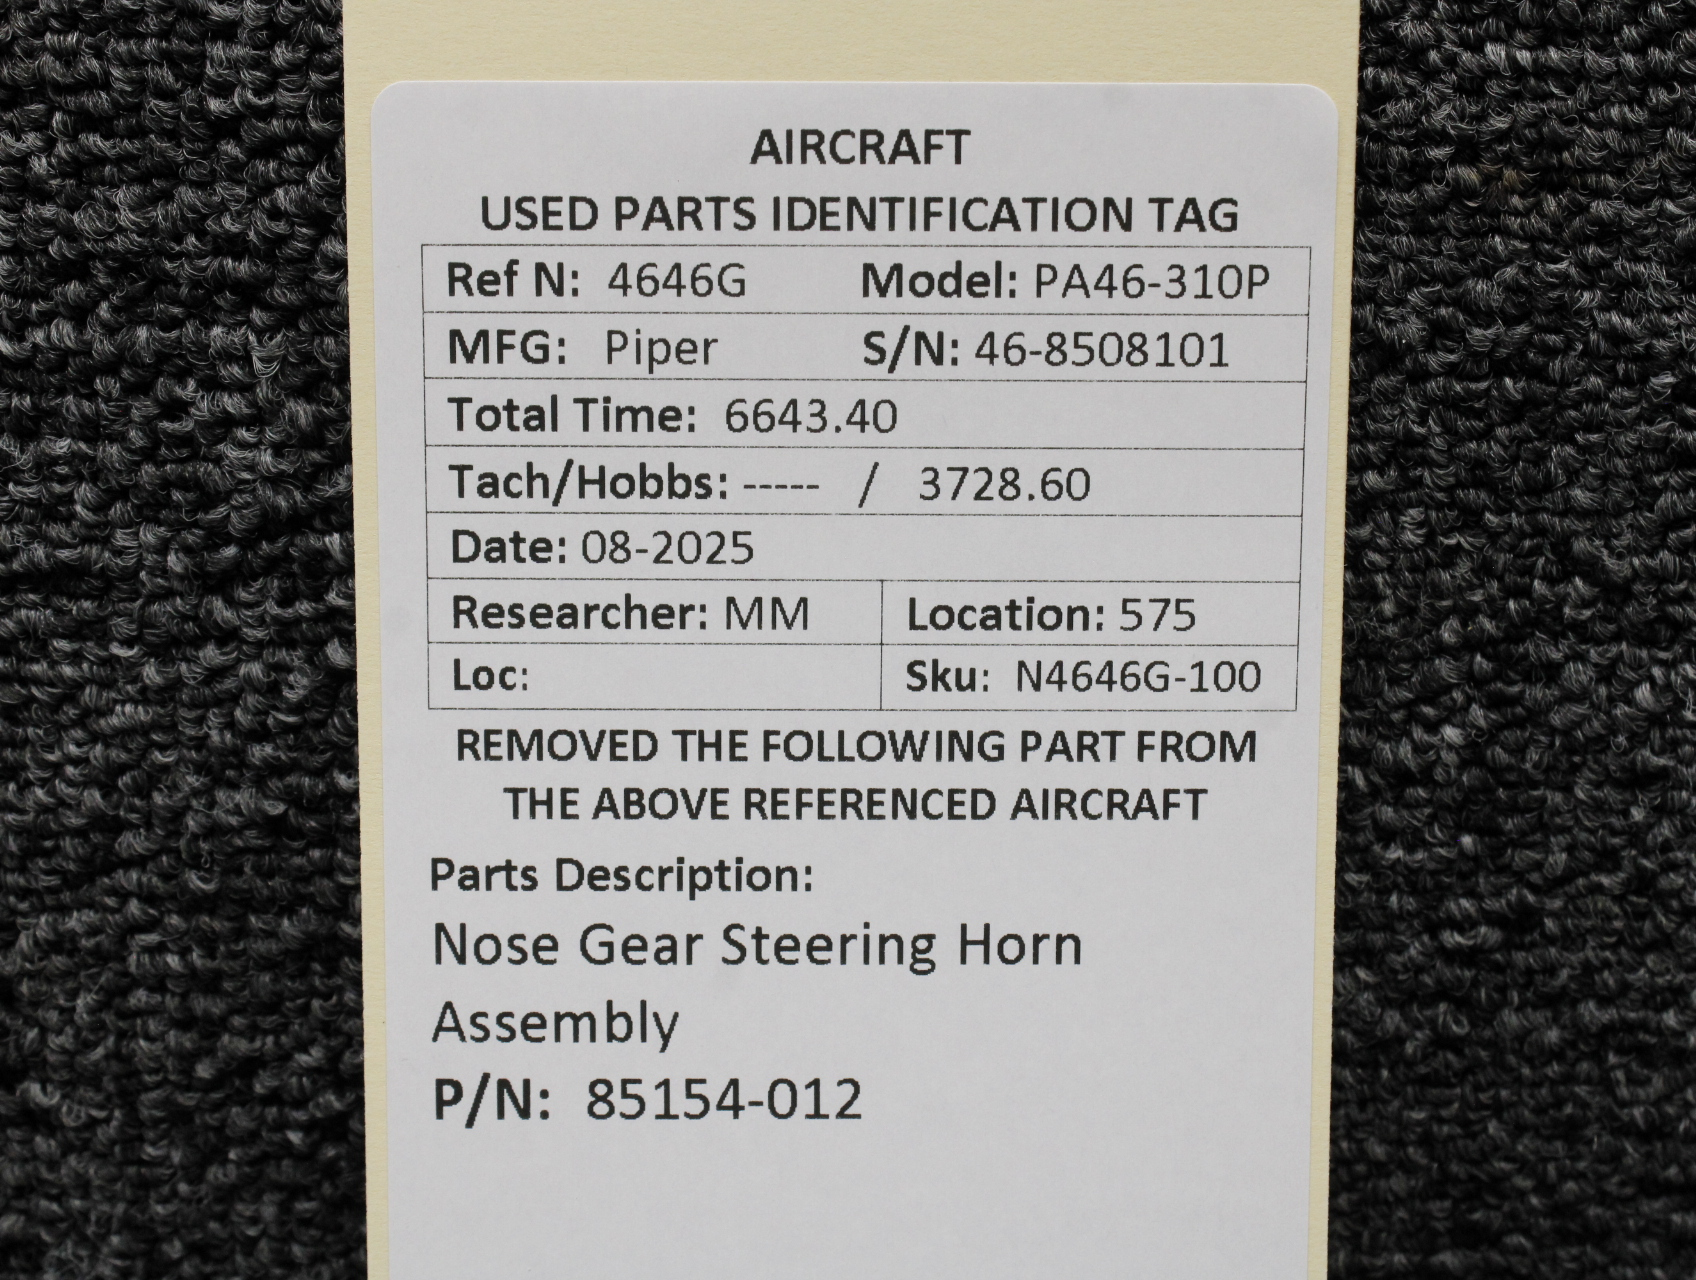 AIRCRAFT
USED PARTS IDENTIFICATION TAG
Ref N: 4646G Model: PA46-310P
MFG: Piper S/N: 46-8508101
Total Time: 6643.40
Tach/Hobbs: ----- / 3728.60
Date: 08-2025
Researcher: MM Location: 575
Loc: Sku: N4646G-100
REMOVED THE FOLLOWING PART FROM
THE ABOVE REFERENCED AIRCRAFT
Parts Description:
Nose Gear Steering Horn
Assembly
P/N: 85154-012